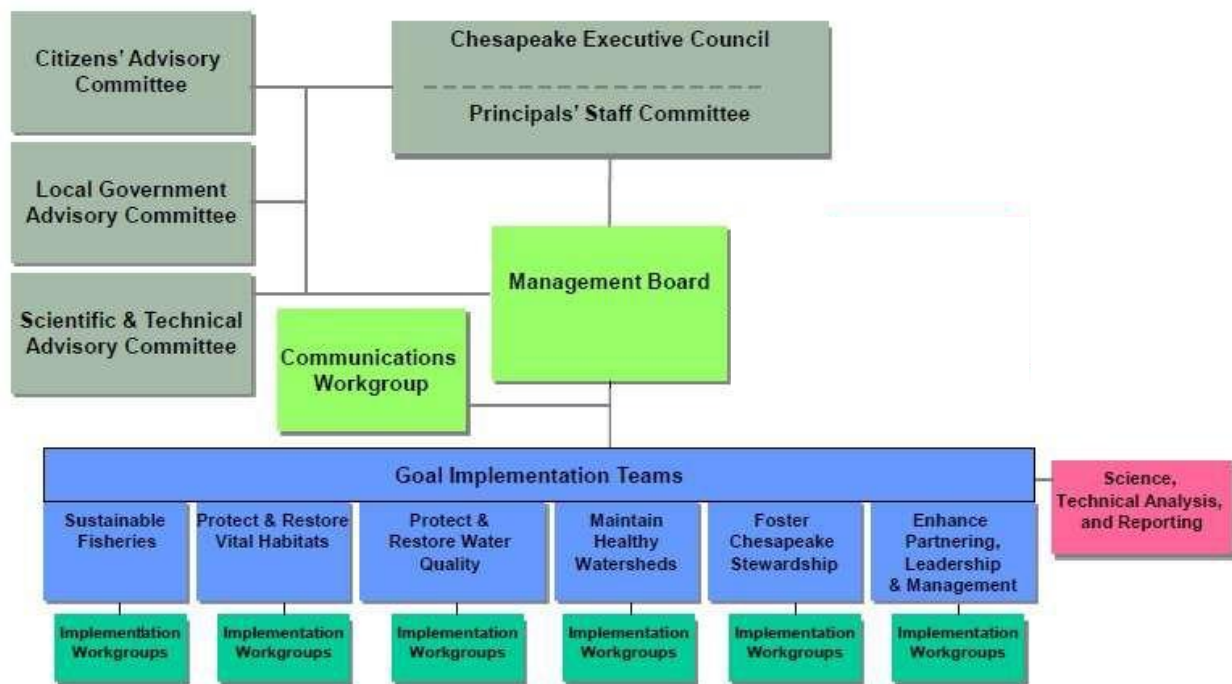 Citizens' Advisory
Committee
Chesapeake Executive Council
Principals' Staff Committee
Local Government
Advisory Committee
Scientific & Technical
Advisory Committee
Management Board
Communications
Workgroup
Goal Implementation Teams
Science,
Technical Analysis,
and Reporting
Sustainable
Fisheries
Protect & Restore
Vital Habitats
Protect &
Restore Water
Quality
Maintain
Healthy
Watersheds
Foster
Chesapeake
Stewardship
Enhance
Partnering,
Leadership
& Management
Implementation
Workgroups
Implementation
Workgroups
Implementation
Workgroups
Implementation
Workgroups
Implementation
Workgroups
Implementation
Workgroups